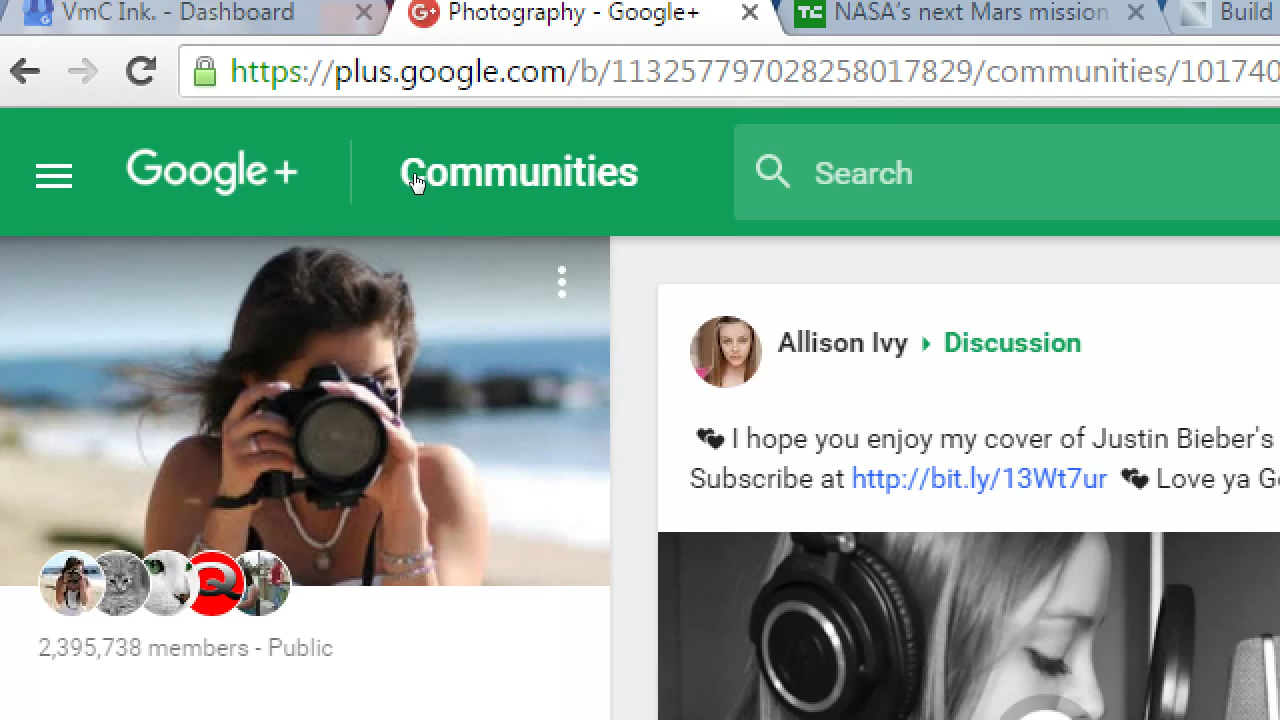 VmC Ink. - Dashboard
Photography - Google+
TC NASA's next Mars mission
Build
https://plus.google.com/b/113257797028258017829/communities/101740
Google+
Communities
Search
Allison Ivy
Discussion
I hope you enjoy my cover of Justin Bieber's
Subscribe at http://bit.ly/13Wt7ur Love ya
2,395,738 members - Public